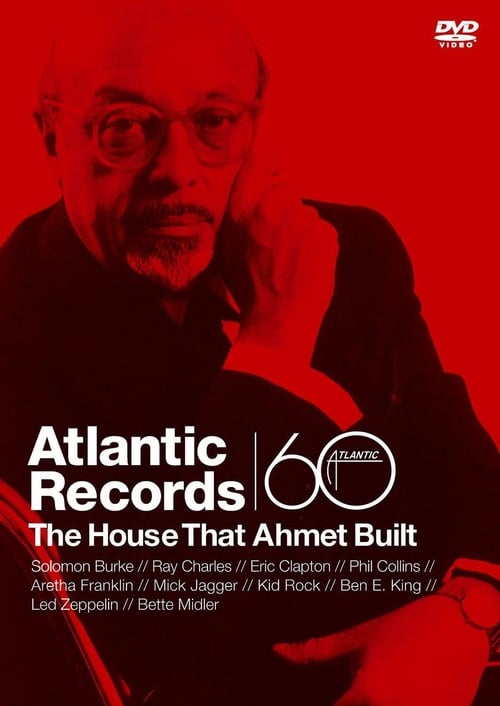 DVD
VIDEO
Atlantic
Records
60
ATLANTIC
The House That Ahmet Built
Solomon Burke // Ray Charles // Eric Clapton // Phil Collins //
Aretha Franklin // Mick Jagger // Kid Rock // Ben E. King //
Led Zeppelin // Bette Midler